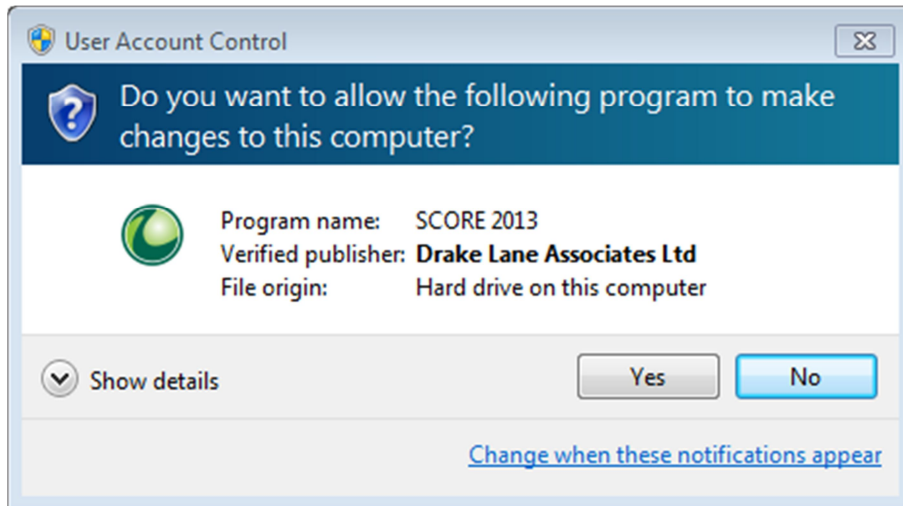 User Account Control
Do you want to allow the following program to make
changes to this computer?
Program name: SCORE 2013
Verified publisher: Drake Lane Associates Ltd
File origin: Hard drive on this computer
Show details
Yes
No
Change when these notifications appear